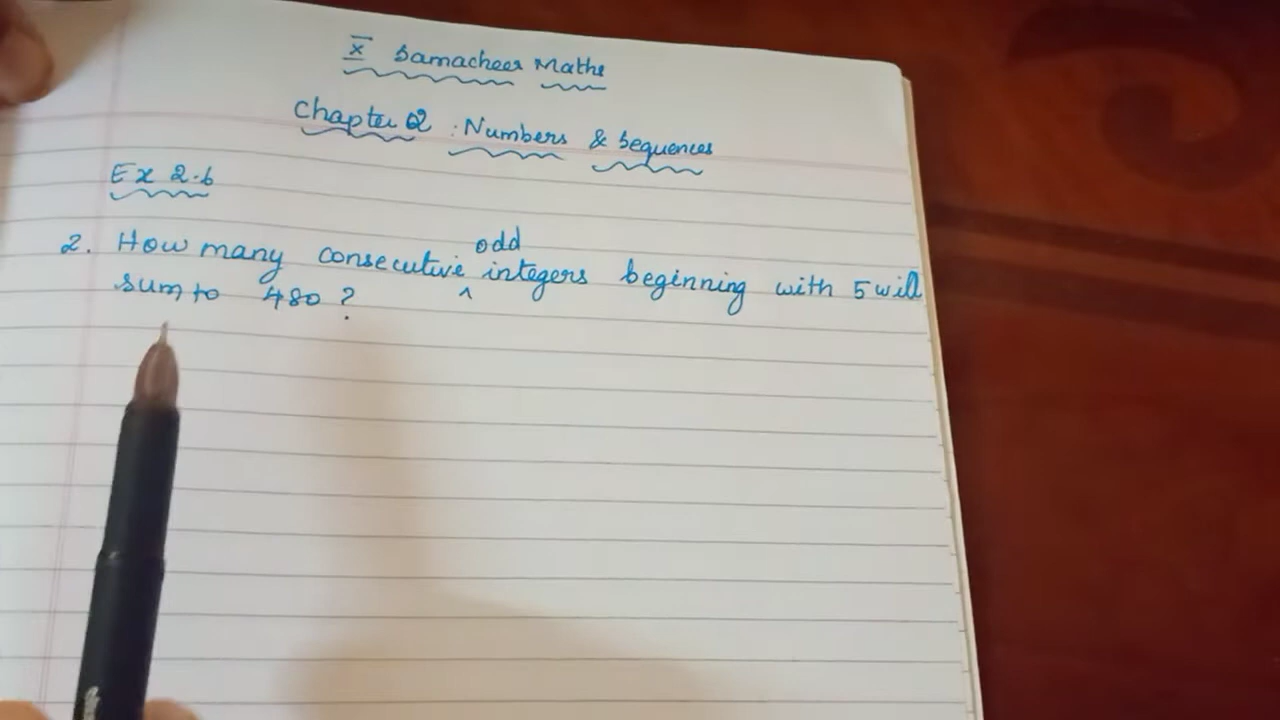 X Samacheer Maths
Chapter 2 : Numbers & Sequences
Ex 2.6
2. How many consecutive odd integers beginning with 5 will
sum to 480 ?